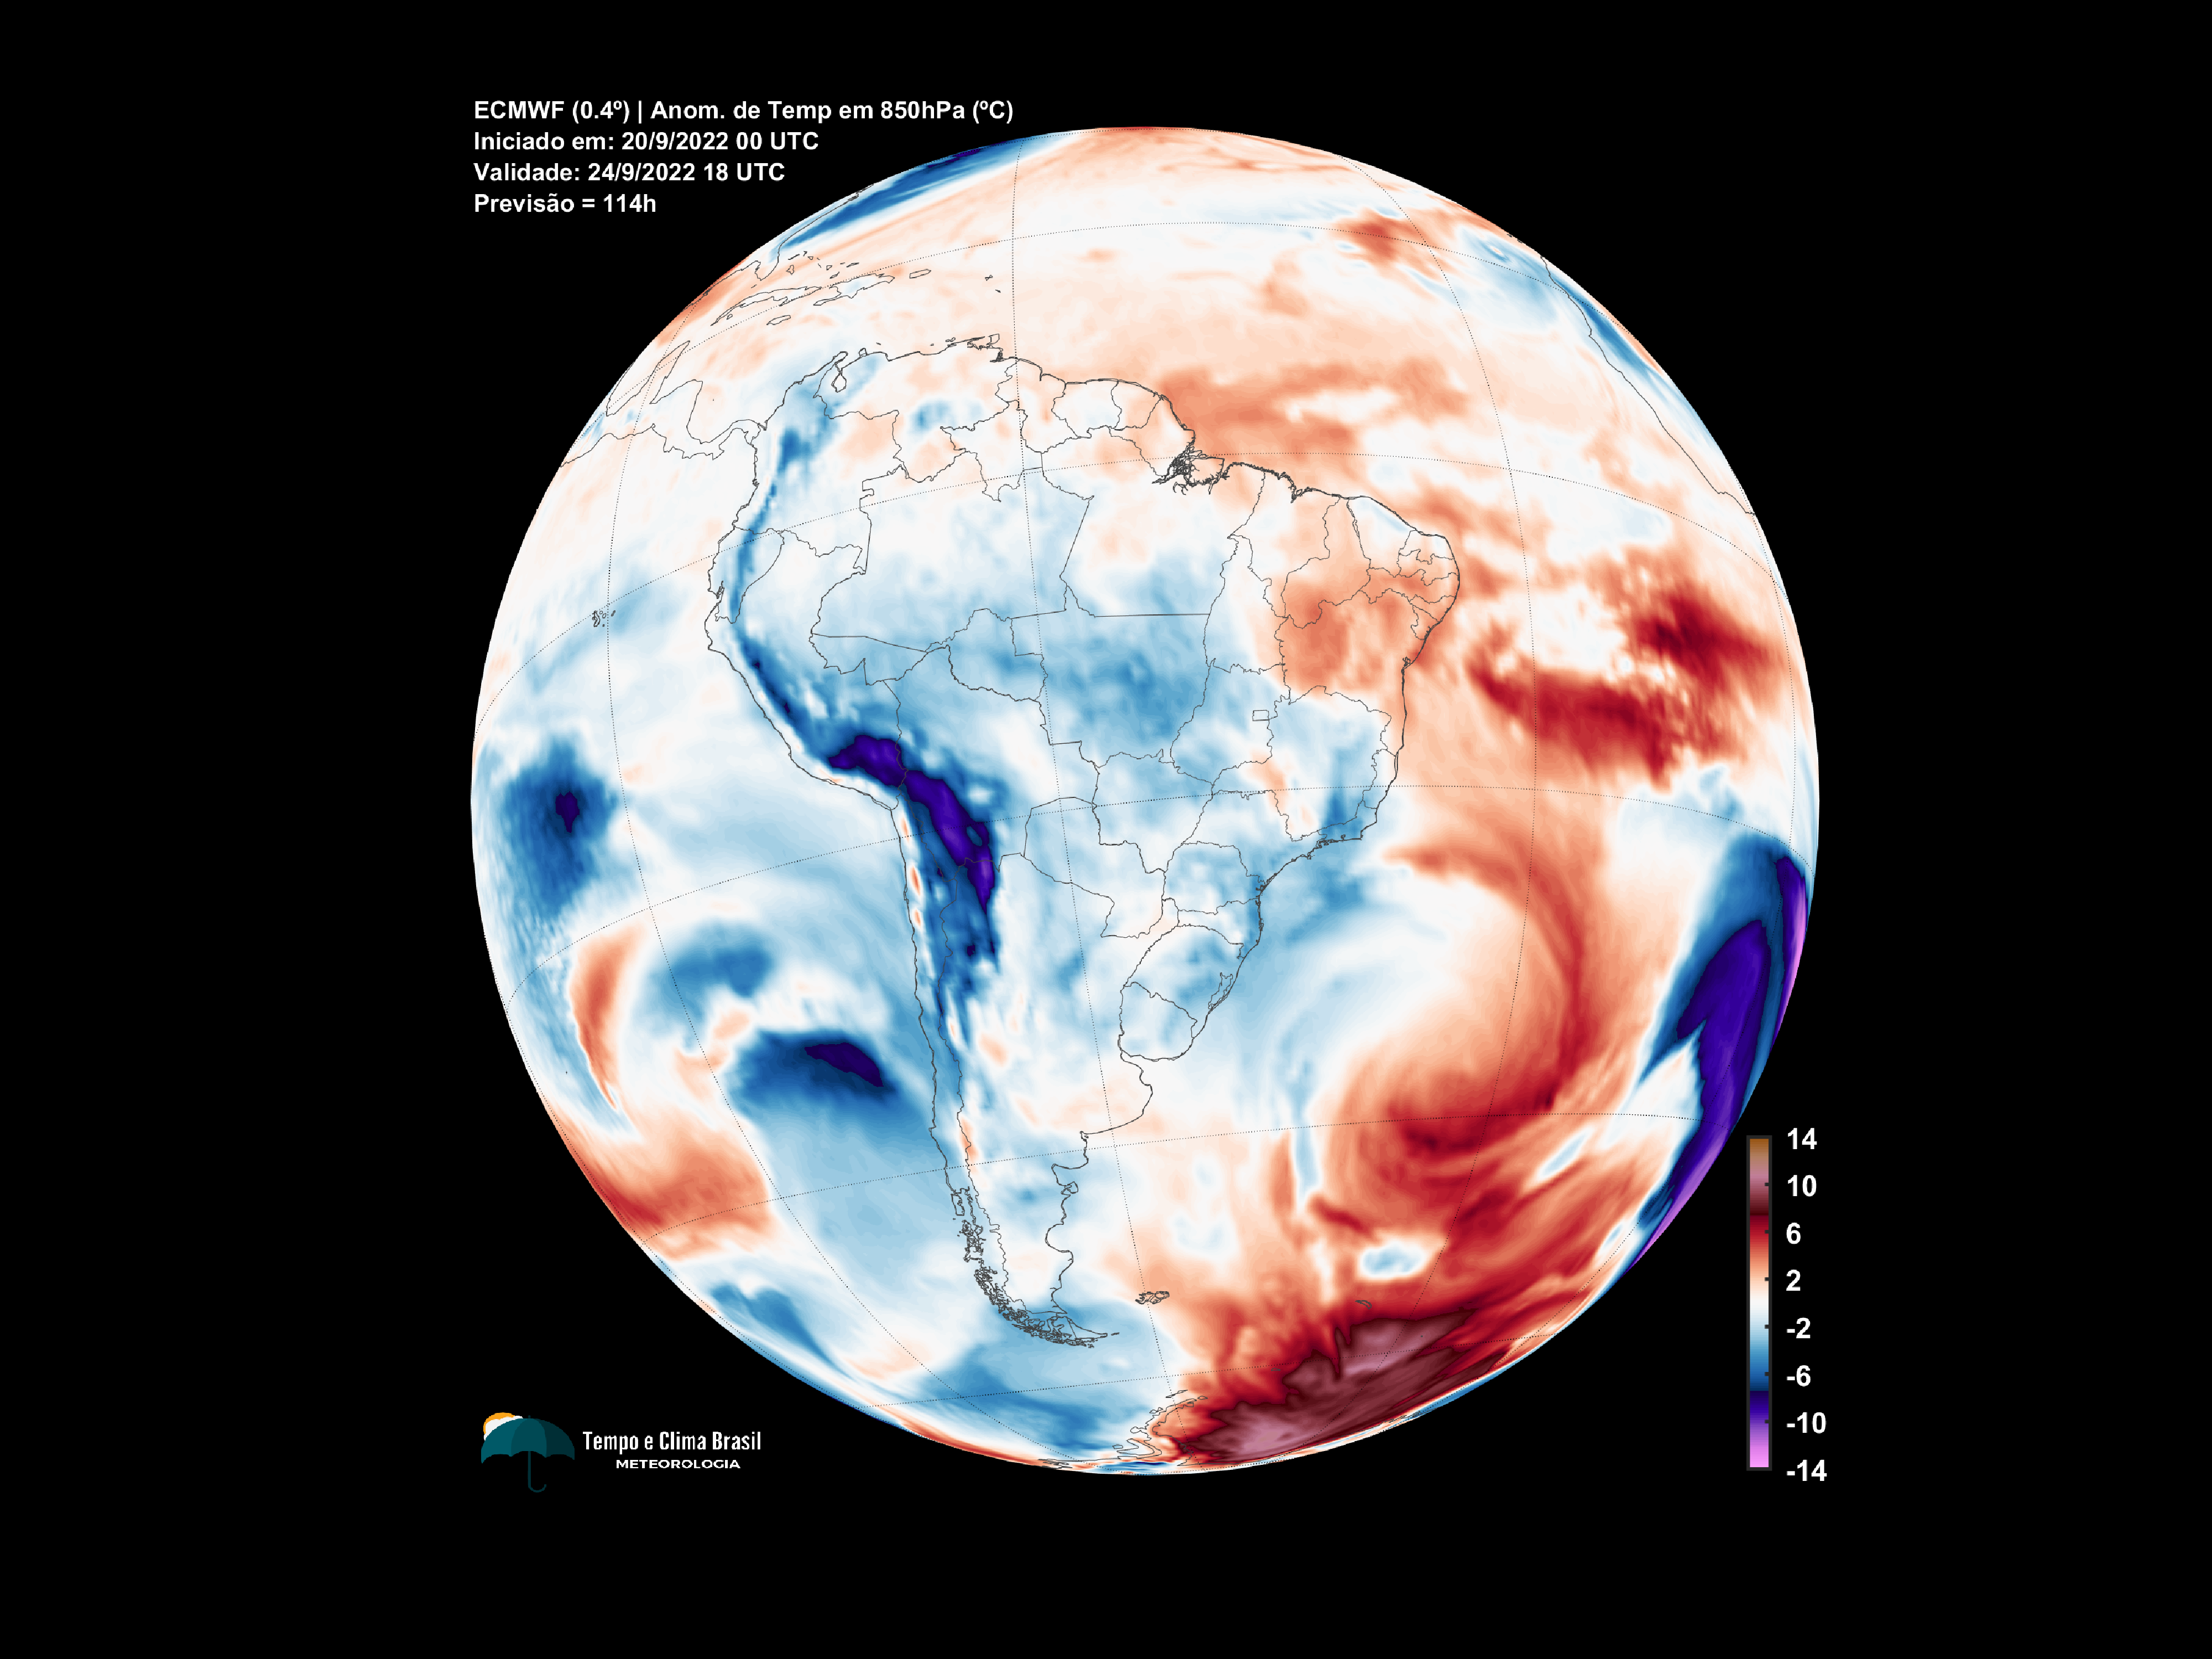 ECMWF (0.4º) | Anom. de Temp em 850hPa (ºC)
Iniciado em: 20/9/2022 00 UTC
Validade: 24/9/2022 18 UTC
Previsão = 114h
14
10
6
2
-2
-6
-10
-14
Tempo e Clima Brasil
METEOROLOGIA